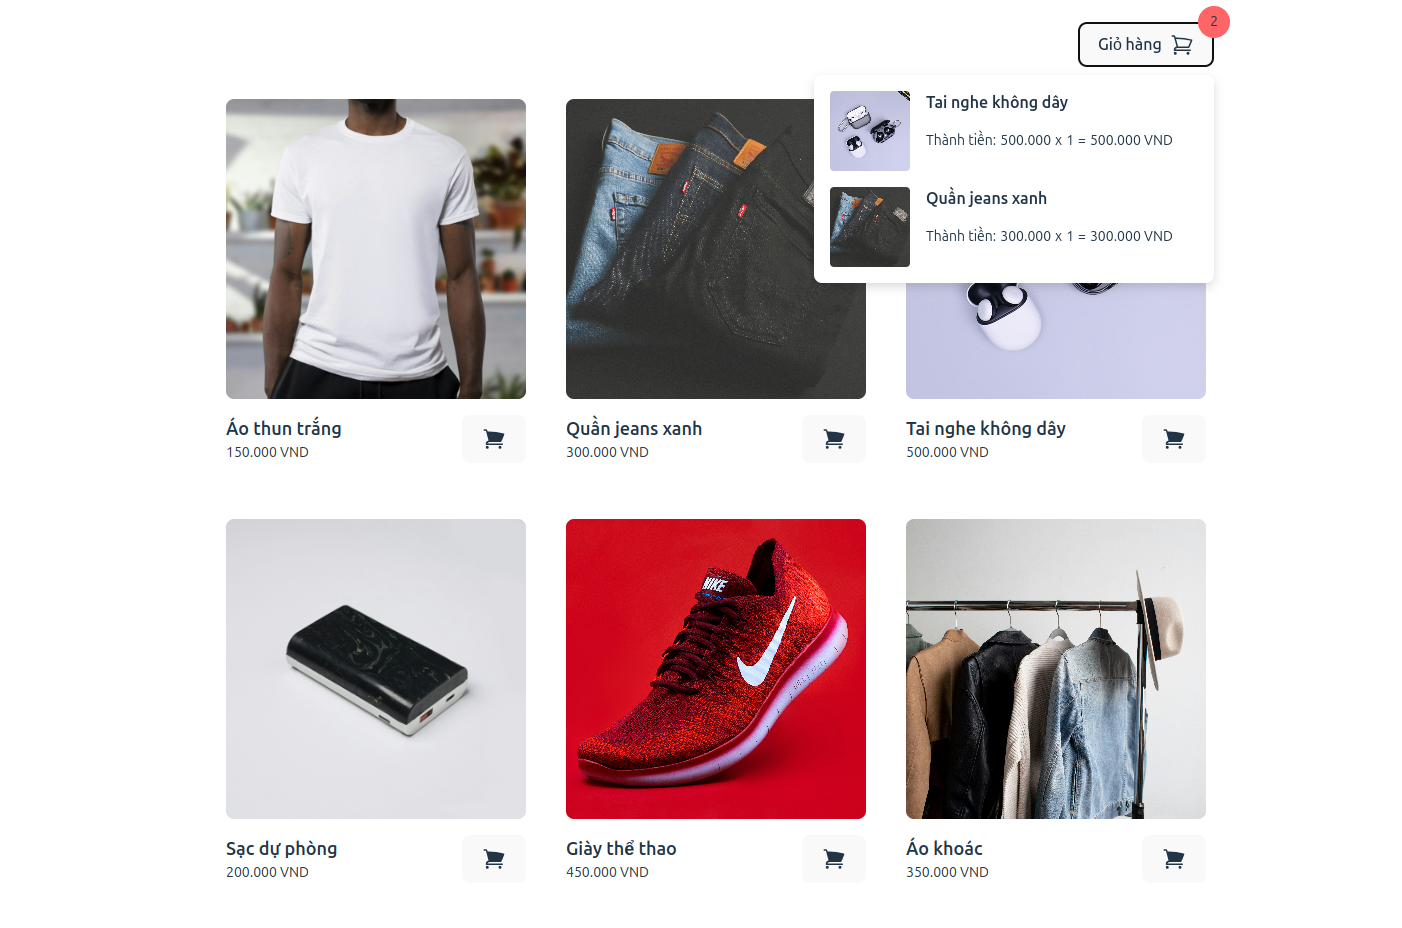 2
Giỏ hàng
Tai nghe không dây
Thành tiền: 500.000 x 1 = 500.000 VND
Quần jeans xanh
Thành tiền: 300.000 x 1 = 300.000 VND
Áo thun trắng
150.000 VND
Quần jeans xanh
300.000 VND
Tai nghe không dây
500.000 VND
NIKE
Sạc dự phòng
200.000 VND
Giày thể thao
450.000 VND
Áo khoác
350.000 VND